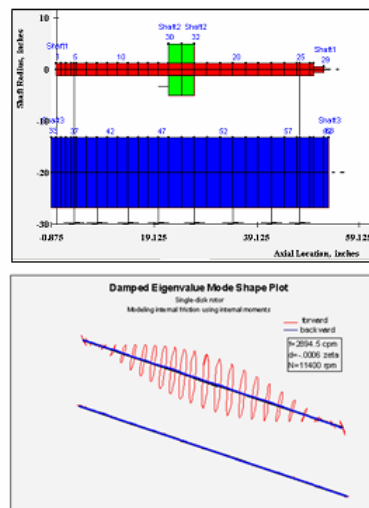 Shaft Radius, inches
10
0
-10
-20
-30
Shaft2 Shaft2
30 32
Shaft1
1 5 10 20 25
Shaft1
29
Shaft3 Shaft3
33 37 42 47 52 57
-0.875 19.125 39.125 59.125
Axial Location, inches
Damped Eigenvalue Mode Shape Plot
Single-disk rotor
Modeling internal friction using internal moments
forward
backward
f=2894.5 cpm
d=-.0006 zeta
N=11400 rpm